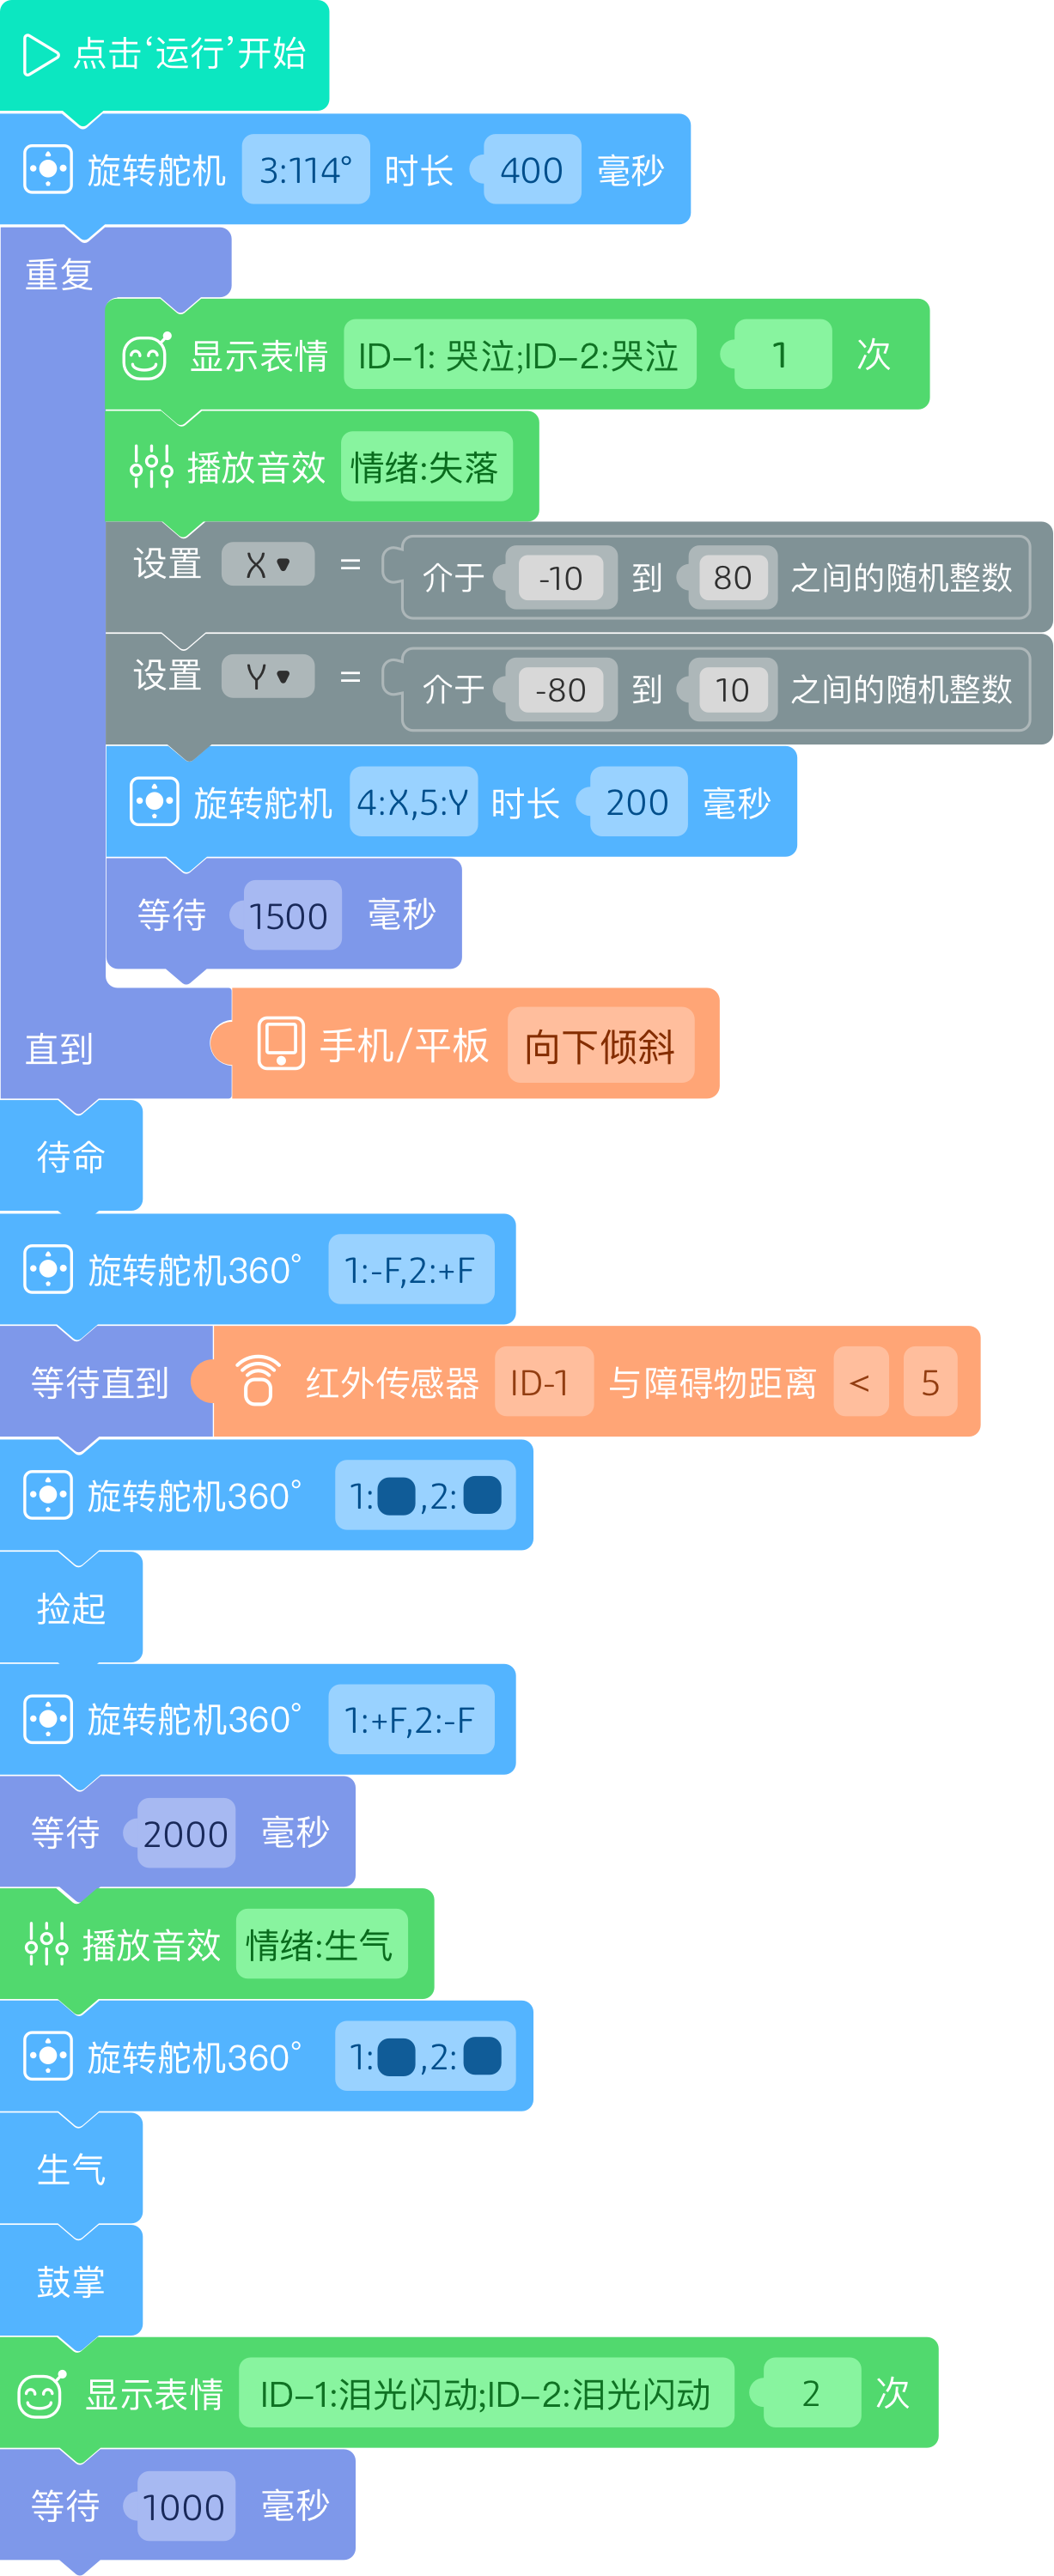 点击‘运行’开始
旋转舵机 3:114° 时长 400 毫秒
重复
显示表情 ID-1: 哭泣;ID-2:哭泣 1 次
播放音效 情绪:失落
设置 X = 介于 -10 到 80 之间的随机整数
设置 Y = 介于 -80 到 10 之间的随机整数
旋转舵机 4:X,5:Y 时长 200 毫秒
等待 1500 毫秒
直到 手机/平板 向下倾斜
待命
旋转舵机360° 1:-F,2:+F
等待直到 红外传感器 ID-1 与障碍物距离 < 5
旋转舵机360° 1: ,2:
捡起
旋转舵机360° 1:+F,2:-F
等待 2000 毫秒
播放音效 情绪:生气
旋转舵机360° 1: ,2:
生气
鼓掌
显示表情 ID-1:泪光闪动;ID-2:泪光闪动 2 次
等待 1000 毫秒